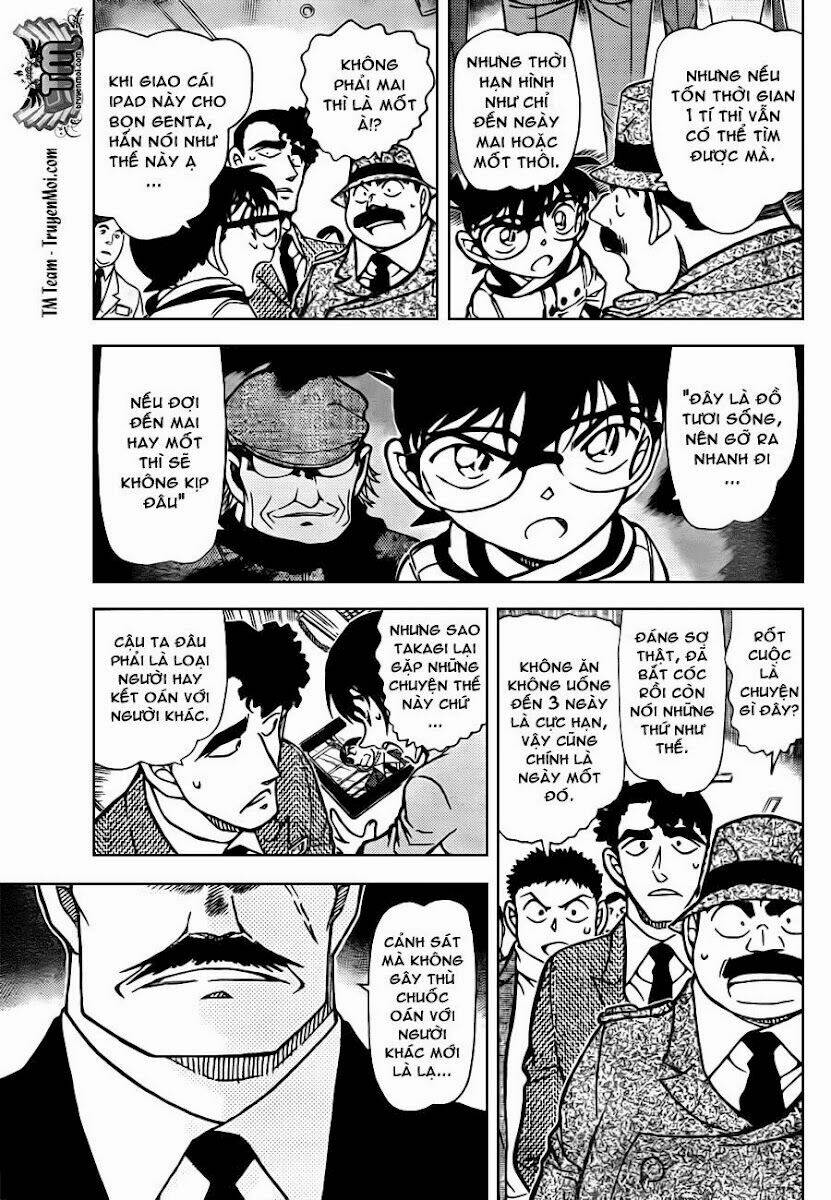 NHƯNG NẾU
TỐN THỜI GIAN
1 TÍ THÌ VẪN
CÓ THỂ TÌM
ĐƯỢC MÀ.
NHƯNG THỜI
HẠN HÌNH
NHƯ CHỈ
ĐẾN NGÀY
MAI HOẶC
MỐT THÔI.
KHÔNG
PHẢI MAI
THÌ LÀ MỐT
À!?
KHI GIAO CÁI
IPAD NÀY CHO
BỌN GENTA,
HẮN NÓI NHƯ
THẾ NÀY Ạ
...
TM
truyenmoi.com
TM Team - TruyenMoi.com
"ĐÂY LÀ ĐỒ
TƯƠI SỐNG,
NÊN GỠ RA
NHANH ĐI
...
NẾU ĐỢI
ĐẾN MAI
HAY MỐT
THÌ SẼ
KHÔNG KỊP
ĐÂU"
RỐT
CUỘC LÀ
CHUYỆN
GÌ ĐÂY?
ĐÁNG SỢ
THẬT, ĐÃ
BẮT CÓC
RỒI CÒN
NÓI NHỮNG
THỨ NHƯ
THẾ.
KHÔNG ĂN
KHÔNG UỐNG
ĐẾN 3 NGÀY
LÀ CỰC HẠN,
VẬY CŨNG
CHÍNH LÀ
NGÀY MỐT
ĐÓ.
NHƯNG SAO
TAKAGI LẠI
GẶP NHỮNG
CHUYỆN THẾ
NÀY CHỨ
...
CẬU TA ĐÂU
PHẢI LÀ LOẠI
NGƯỜI HAY
KẾT OÁN VỚI
NGƯỜI KHÁC.
CẢNH SÁT
MÀ KHÔNG
GÂY THÙ
CHUỐC
OÁN VỚI
NGƯỜI
KHÁC MỚI
LÀ LẠ...